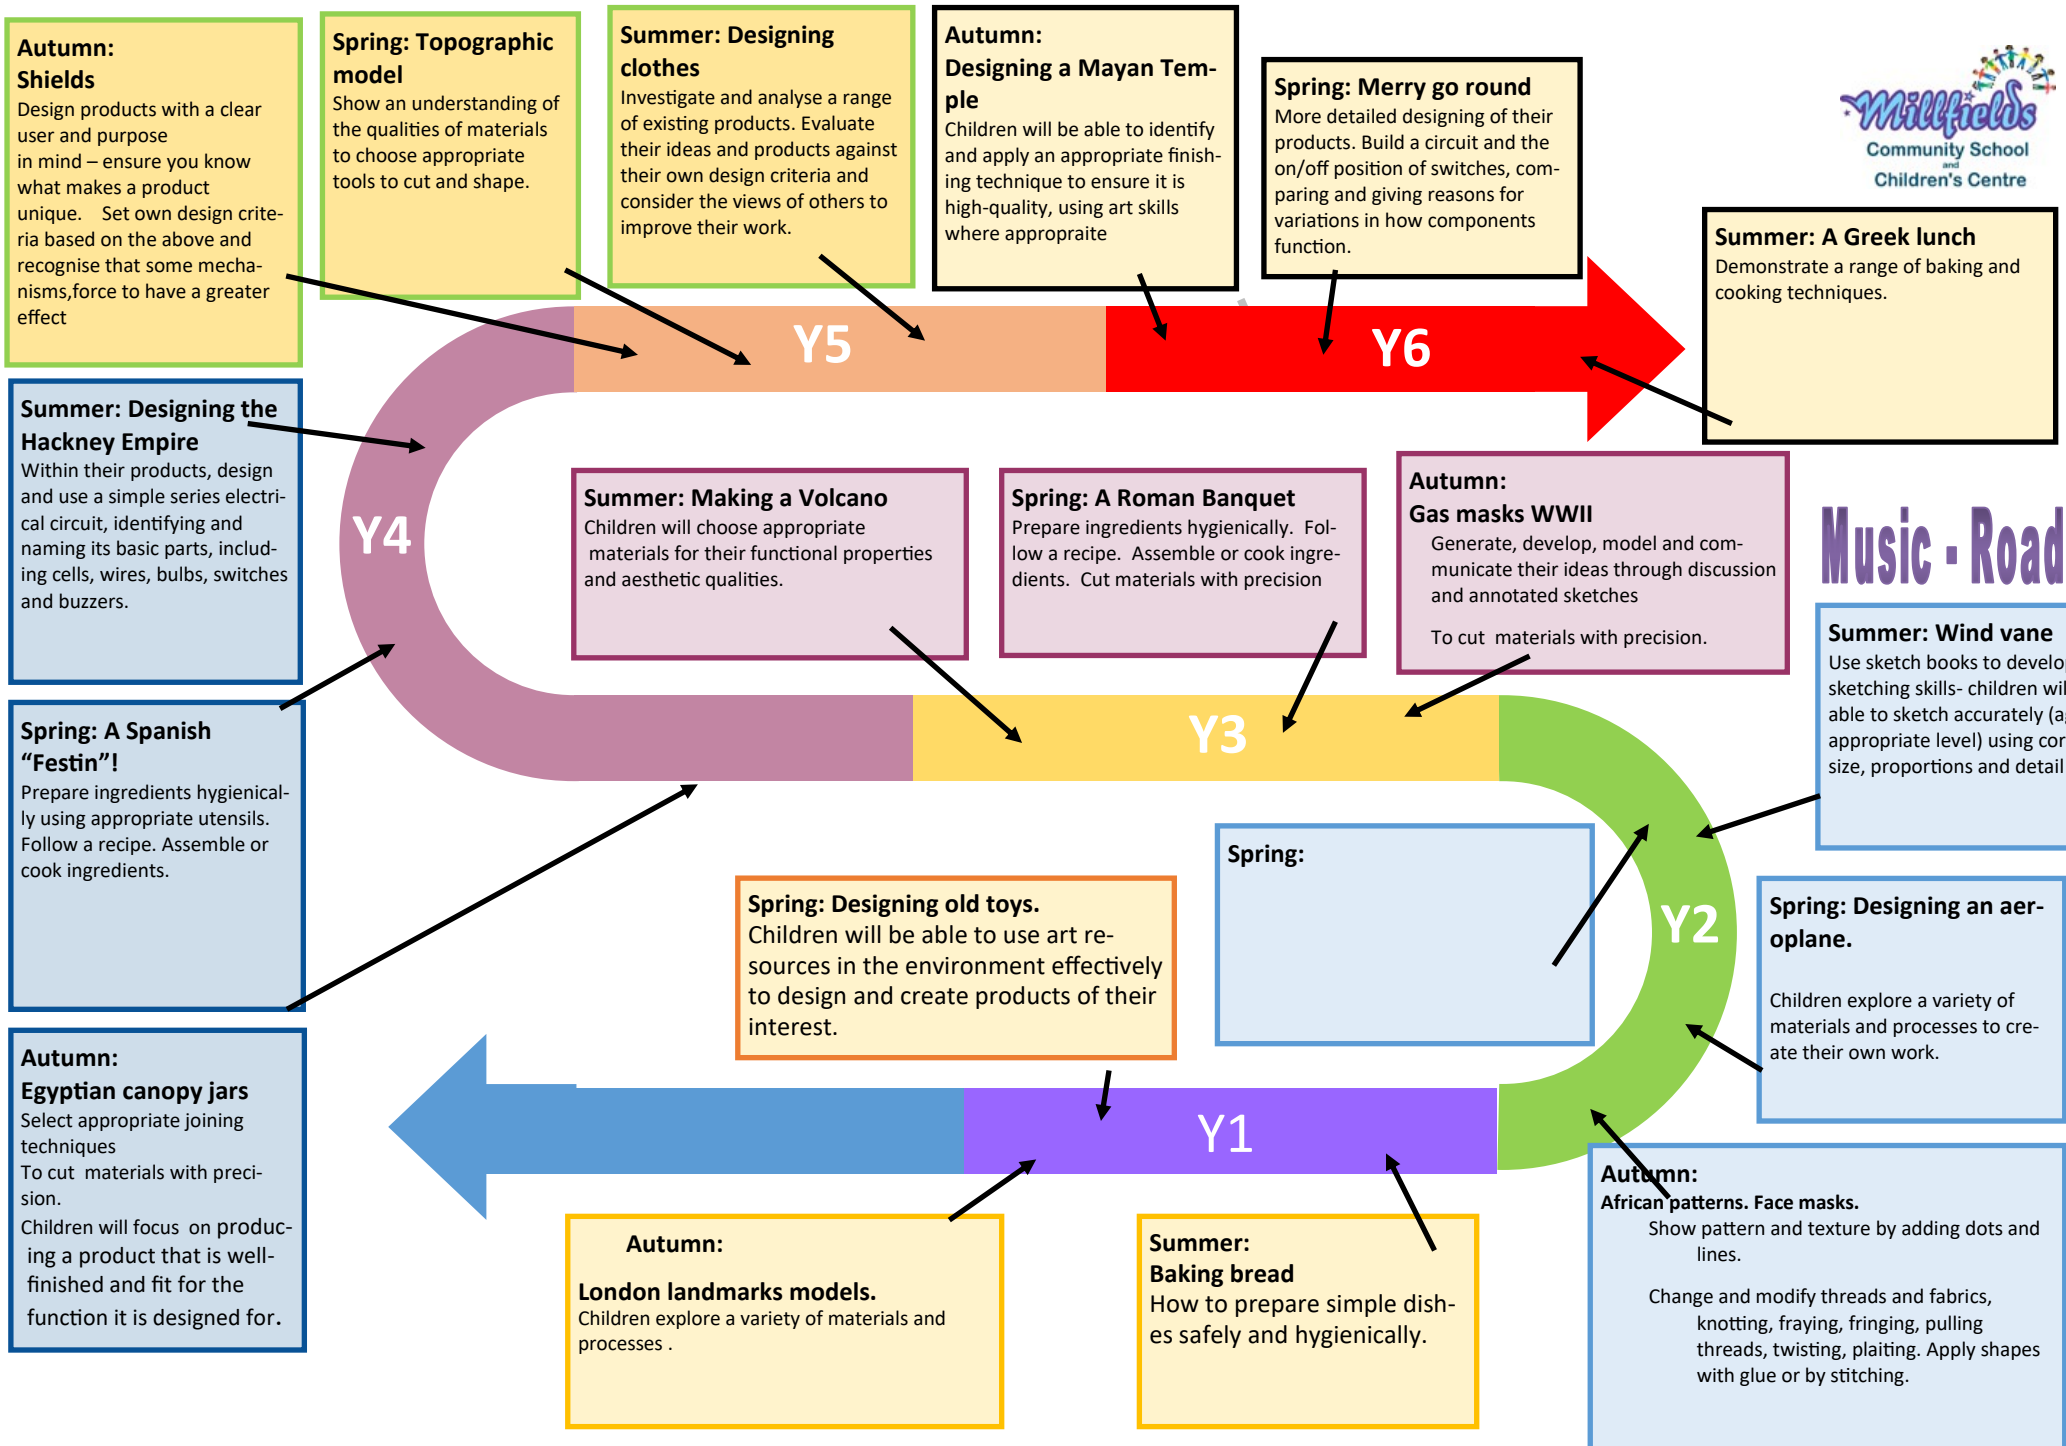 Autumn:
Shields
Design products with a clear
user and purpose
in mind – ensure you know
what makes a product
unique. Set own design crite-
ria based on the above and
recognise that some mecha-
nisms,force to have a greater
effect
Spring: Topographic
model
Show an understanding of
the qualities of materials
to choose appropriate
tools to cut and shape.
Summer: Designing
clothes
Investigate and analyse a range
of existing products. Evaluate
their ideas and products against
their own design criteria and
consider the views of others to
improve their work.
Autumn:
Designing a Mayan Tem-
ple
Children will be able to identify
and apply an appropriate finish-
ing technique to ensure it is
high-quality, using art skills
where appropraite
Spring: Merry go round
More detailed designing of their
products. Build a circuit and the
on/off position of switches, com-
paring and giving reasons for
variations in how components
function.
Millfields
Community School
and
Children's Centre
Summer: A Greek lunch
Demonstrate a range of baking and
cooking techniques.
Y5
Y6
Summer: Designing the
Hackney Empire
Within their products, design
and use a simple series electri-
cal circuit, identifying and
naming its basic parts, includ-
ing cells, wires, bulbs, switches
and buzzers.
Y4
Summer: Making a Volcano
Children will choose appropriate
materials for their functional properties
and aesthetic qualities.
Spring: A Roman Banquet
Prepare ingredients hygienically. Fol-
low a recipe. Assemble or cook ingre-
dients. Cut materials with precision
Autumn:
Gas masks WWII
Generate, develop, model and com-
municate their ideas through discussion
and annotated sketches
To cut materials with precision.
Music - Road
Summer: Wind vane
Use sketch books to develop
sketching skills- children wil
able to sketch accurately (a
appropriate level) using cor
size, proportions and detail
Spring: A Spanish
“Festin”!
Prepare ingredients hygienical-
ly using appropriate utensils.
Follow a recipe. Assemble or
cook ingredients.
Y3
Spring:
Y2
Spring: Designing an aer-
oplane.
Children explore a variety of
materials and processes to cre-
ate their own work.
Spring: Designing old toys.
Children will be able to use art re-
sources in the environment effectively
to design and create products of their
interest.
Autumn:
Egyptian canopy jars
Select appropriate joining
techniques
To cut materials with preci-
sion.
Children will focus on produc-
ing a product that is well-
finished and fit for the
function it is designed for.
Y1
Autumn:
London landmarks models.
Children explore a variety of materials and
processes .
Summer:
Baking bread
How to prepare simple dish-
es safely and hygienically.
Autumn:
African patterns. Face masks.
Show pattern and texture by adding dots and
lines.
Change and modify threads and fabrics,
knotting, fraying, fringing, pulling
threads, twisting, plaiting. Apply shapes
with glue or by stitching.